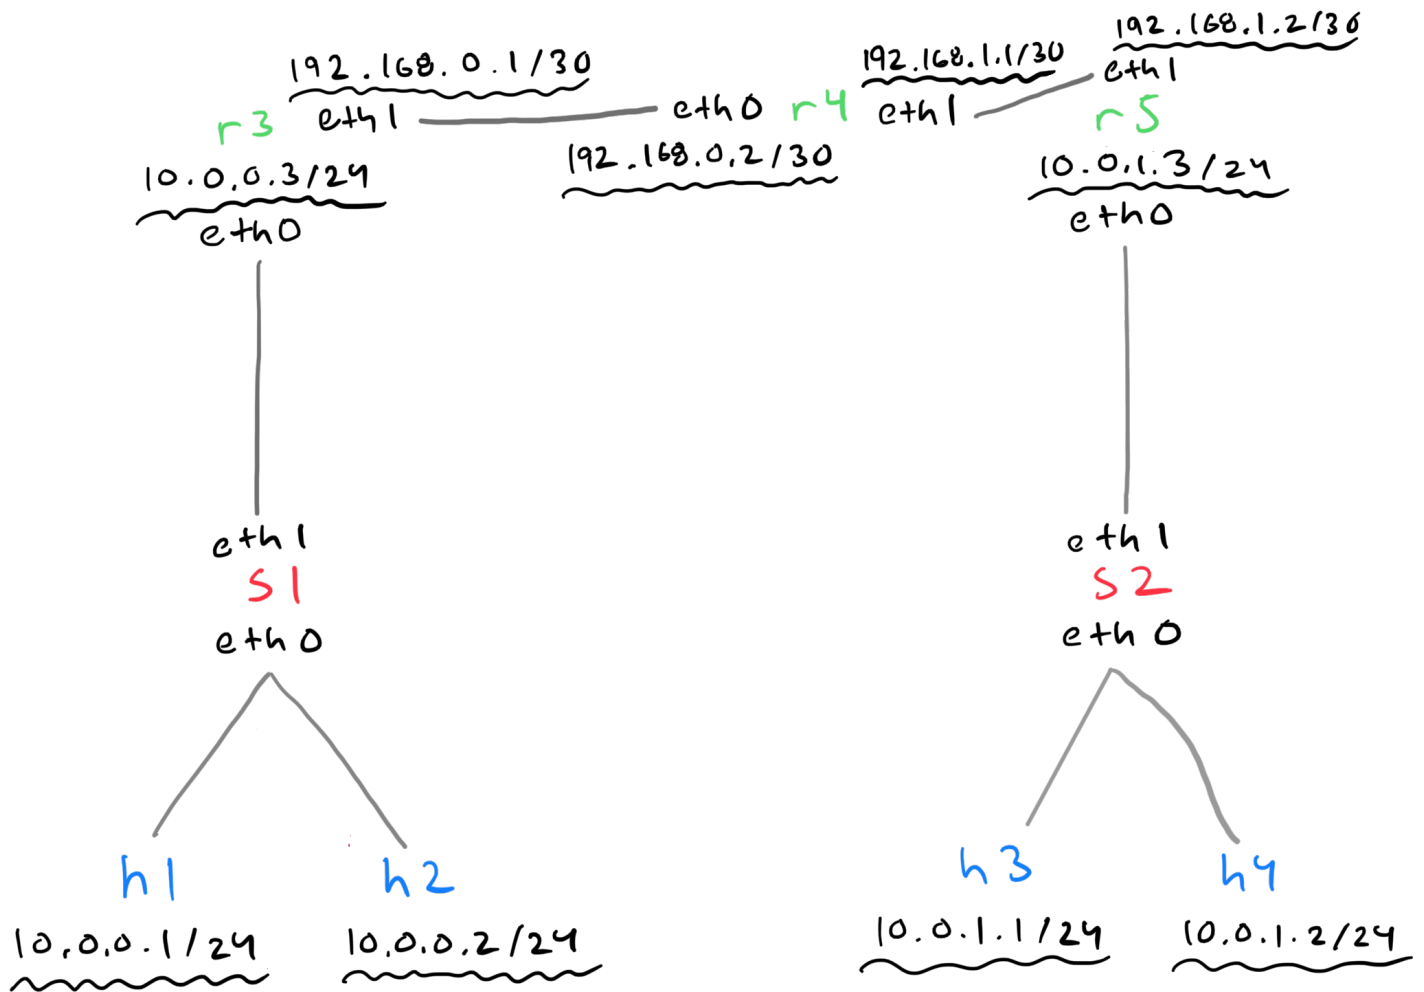 192.168.1.2/30
192.168.0.1/30
192.168.1.1/30
eth1
r3
eth1
eth0
r4
eth1
r5
192.168.0.2/30
10.0.0.3/24
10.0.1.3/24
eth0
eth0
eth1
eth1
s1
s2
eth0
eth0
h1
h2
h3
h4
10.0.0.1/24
10.0.0.2/24
10.0.1.1/24
10.0.1.2/24